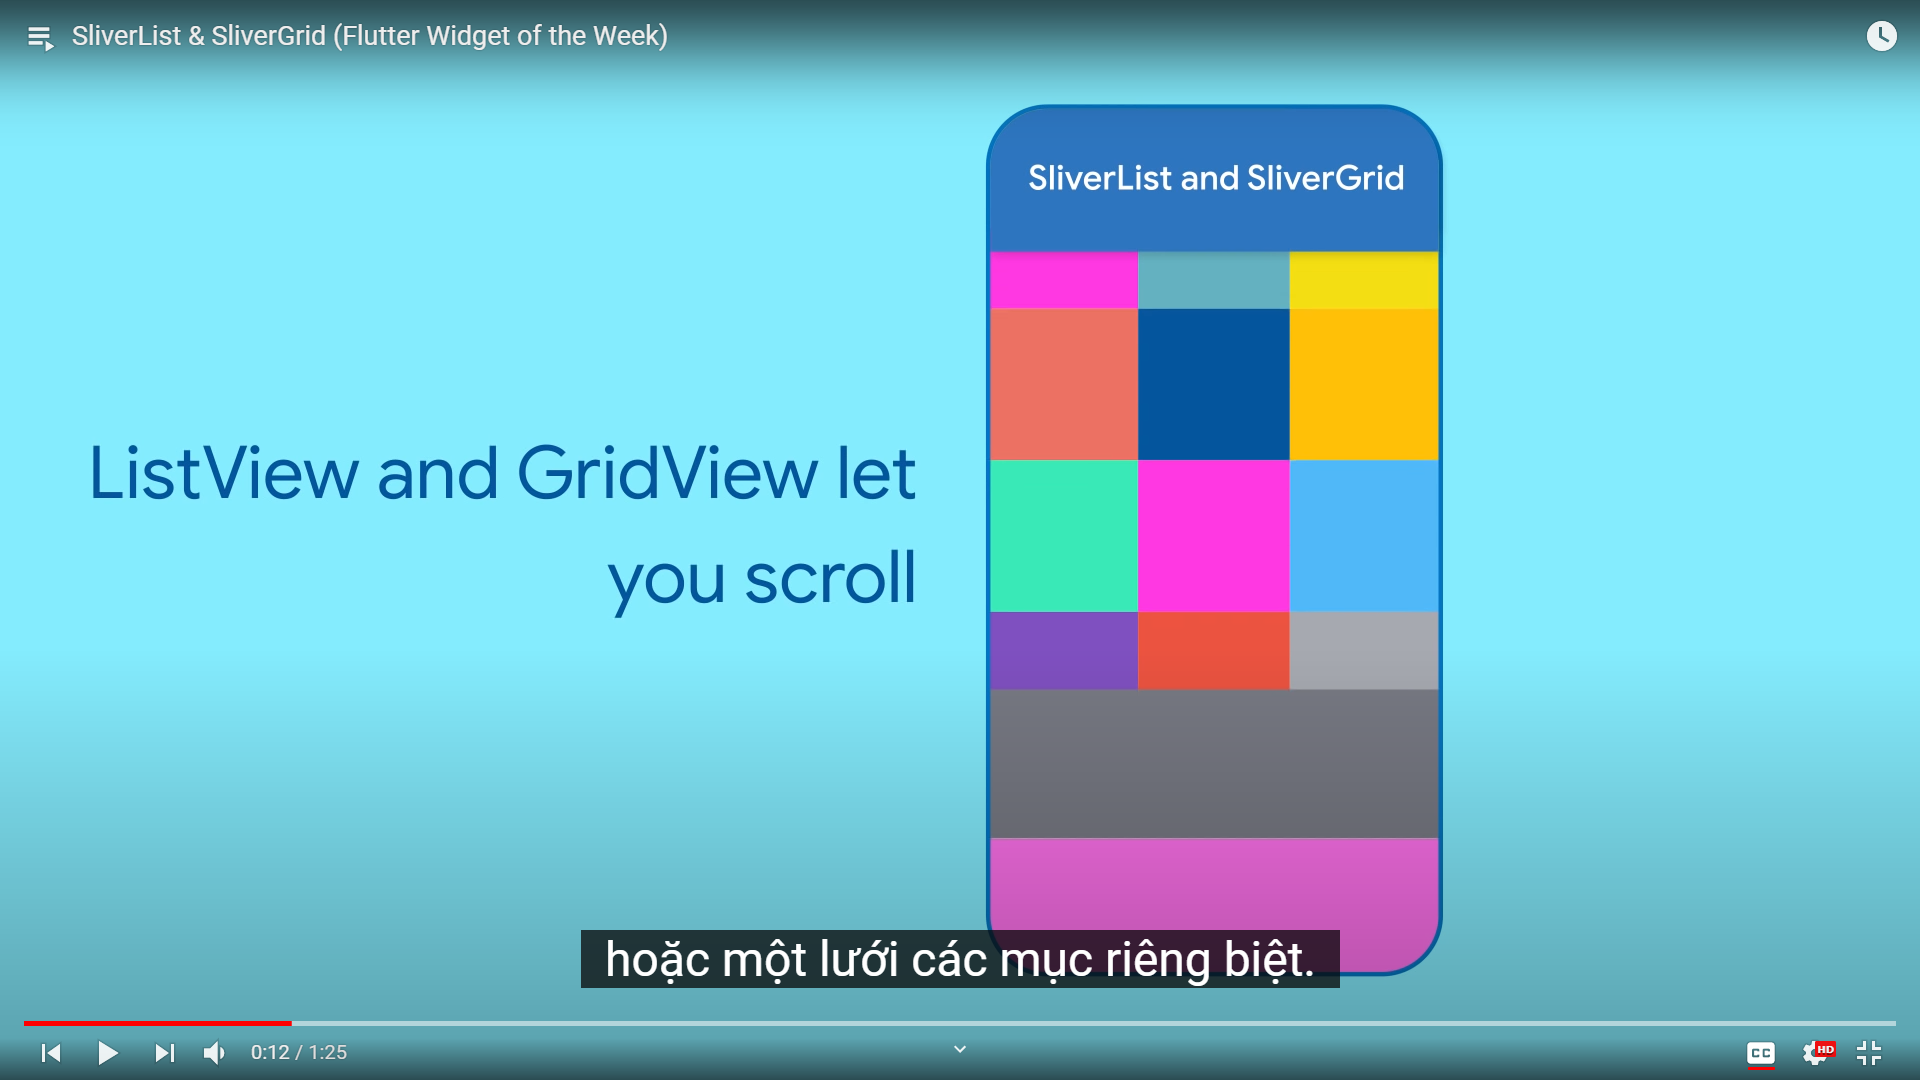 SliverList & SliverGrid (Flutter Widget of the Week)
SliverList and SliverGrid
ListView and GridView let
you scroll
hoặc một lưới các mục riêng biệt.
0:12 / 1:25
CC
HD